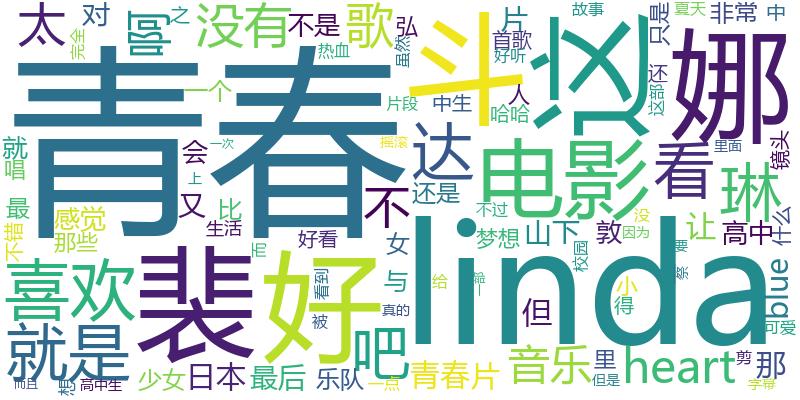 太
对
之
啊
没有
不是
歌
弘
片
故事
夏天
非常
中
完全
热血
虽然
首歌
好听
只是
斗
这
娜
青春
一个
片段
中生
哈哈
人
这部
还
里面
镜头
就
唱
会
摇滚
一次
达
电影
看
琳
还是
最
又
上
不
不错
感觉
那些
比
生活
而
好看
女
不过
梦想
山下
敦
没
因为
让
高中
什么
喜欢
裴
好
看到
与
给
linda
校园
祭
小
得
blue
可爱
就是
被
真的
吧
但
里
剪
那
而且
想
高中生
少女
日本
最后
乐队
一点
青春片
音乐
但是
heart
字幕